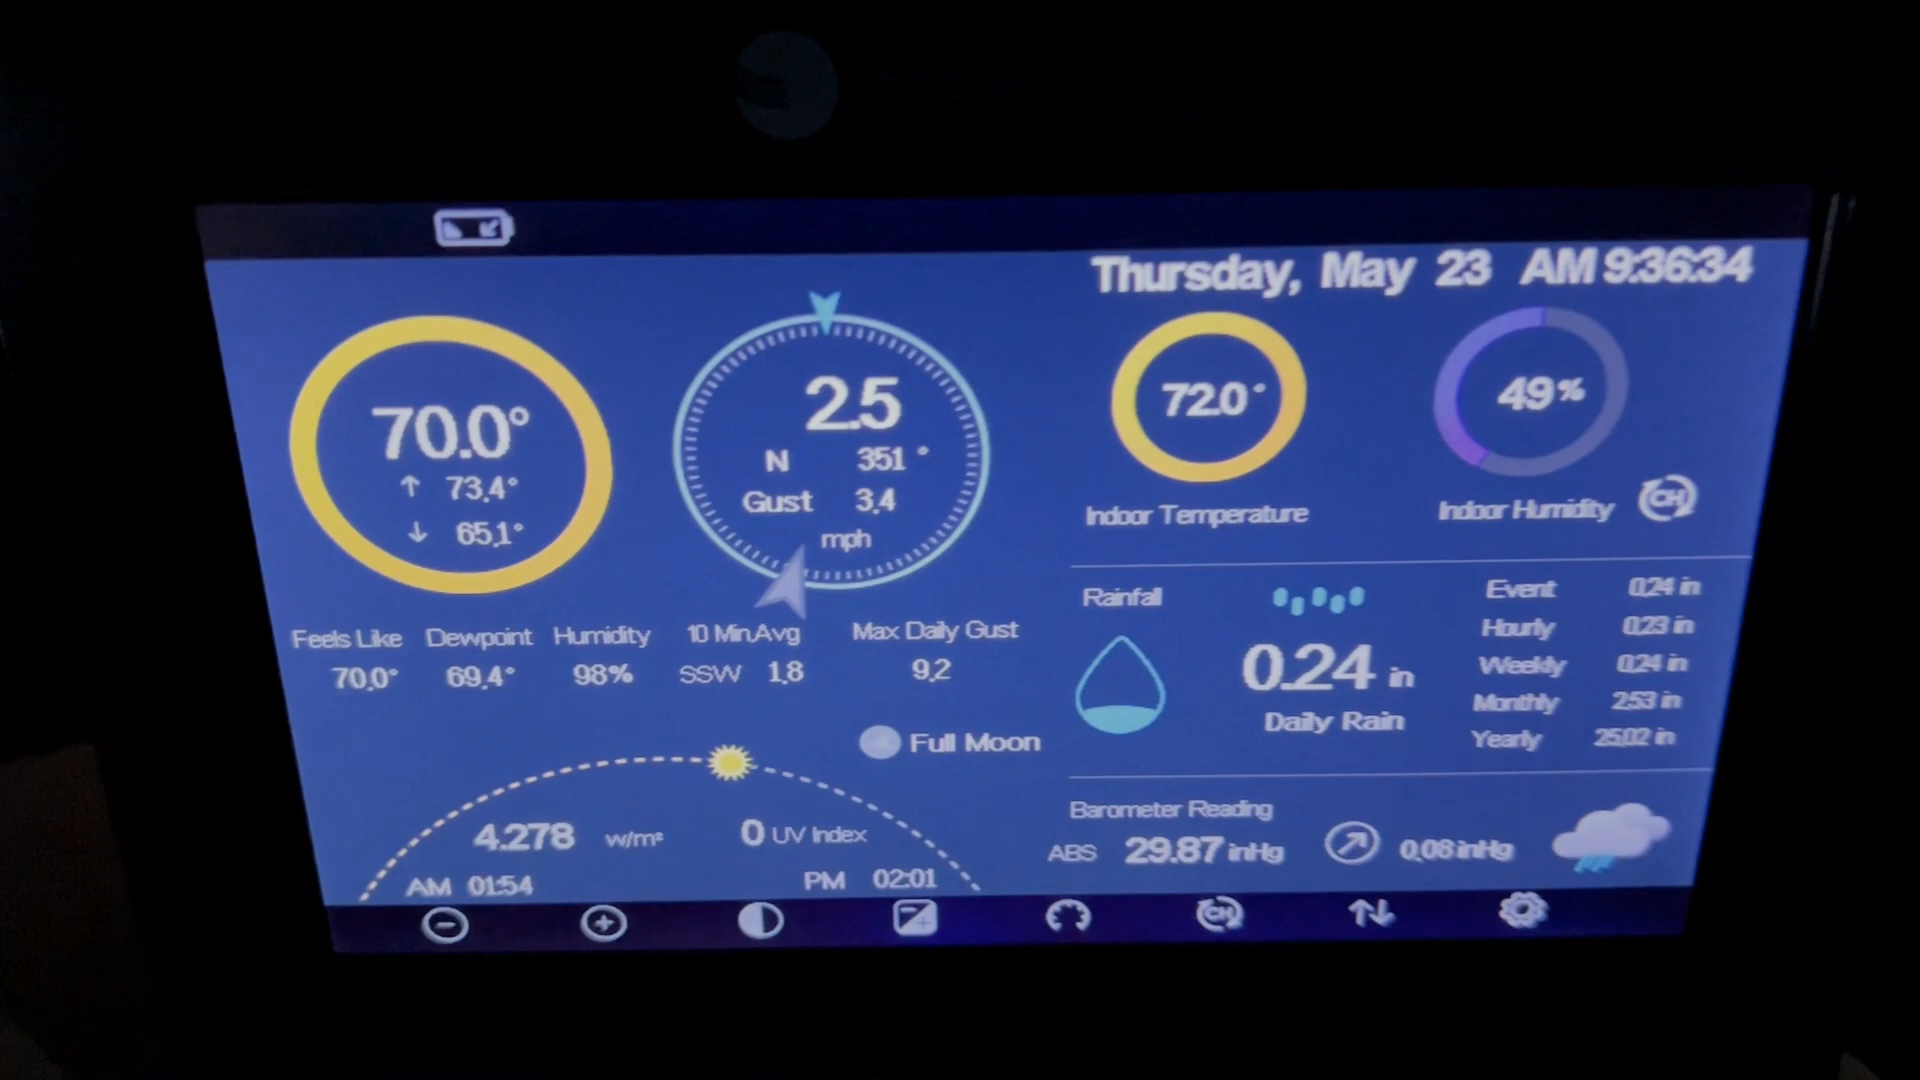 Thursday, May 23 AM 9:36:34
70.0°
↑ 73.4°
↓ 65.1°
2.5
N 351 °
Gust 3.4
mph
72.0°
Indoor Temperature
49%
Indoor Humidity
CH
Feels Like Dewpoint Humidity 10 Min.Avg Max Daily Gust
70.0° 69.4° 98% SSW 1.8 9.2
Full Moon
4.278 w/m² 0 UV Index
AM 01:54 PM 02:01
Rainfall
0.24 in
Daily Rain
Event 0.24 in
Hourly 0.23 in
Weekly 0.24 in
Monthly 2.53 in
Yearly 25.02 in
Barometer Reading
ABS 29.87 inHg 0.08 inHg
CH